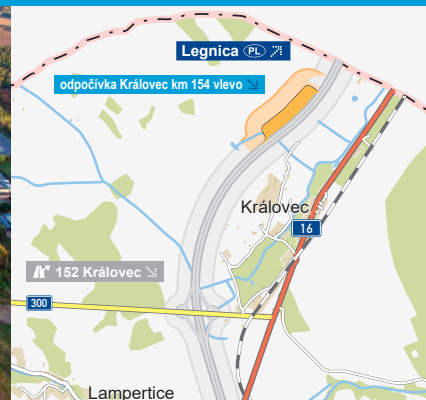 Legnica PL
odpočívka Královec km 154 vlevo
Královec
16
152 Královec
300
Lampertice